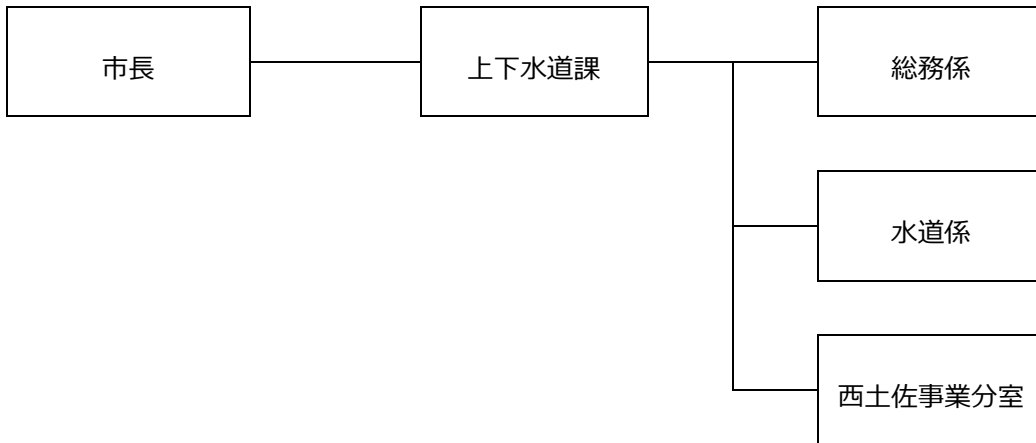 市長
上下水道課
総務係
水道係
西土佐事業分室